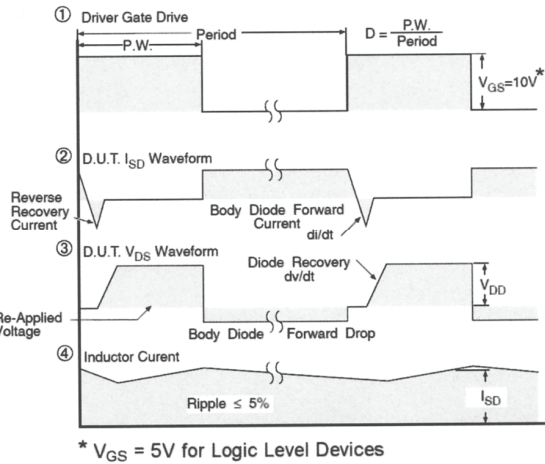 ① Driver Gate Drive
Period
P.W.
D = P.W. / Period
VGS=10V*
② D.U.T. ISD Waveform
Reverse
Recovery
Current
Body Diode Forward
Current
di/dt
③ D.U.T. VDS Waveform
Diode Recovery
dv/dt
VDD
Re-Applied
Voltage
Body Diode Forward Drop
④ Inductor Curent
Ripple ≤ 5%
ISD
* VGS = 5V for Logic Level Devices